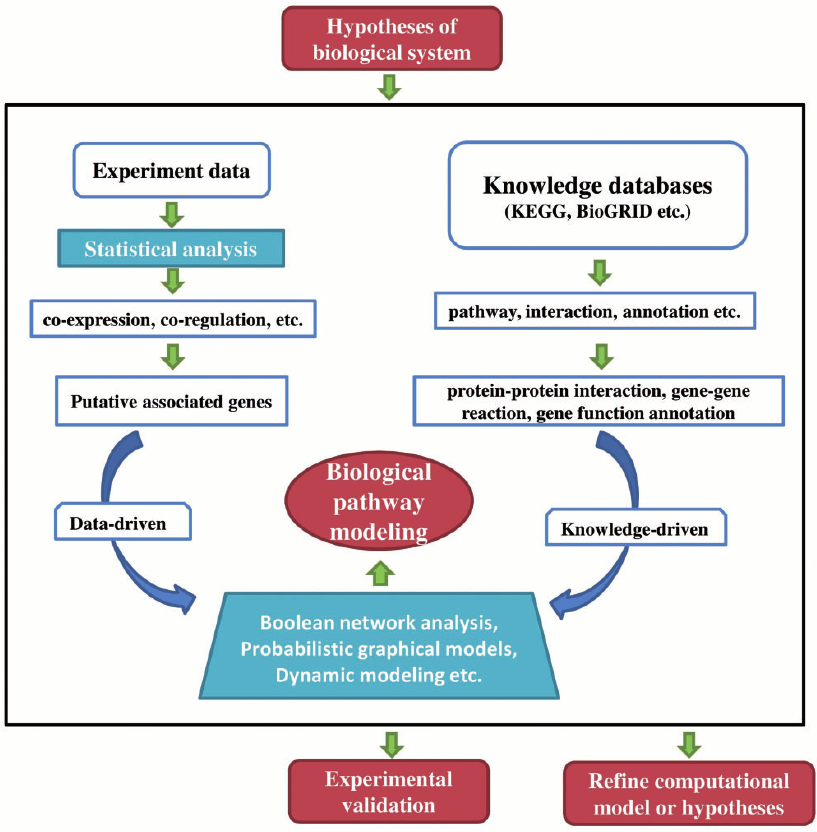 Hypotheses of
biological system
Experiment data
Statistical analysis
co-expression, co-regulation, etc.
Putative associated genes
Data-driven
Knowledge databases
(KEGG, BioGRID etc.)
pathway, interaction, annotation etc.
protein-protein interaction, gene-gene
reaction, gene function annotation
Knowledge-driven
Biological
pathway
modeling
Boolean network analysis,
Probabilistic graphical models,
Dynamic modeling etc.
Experimental
validation
Refine computational
model or hypotheses